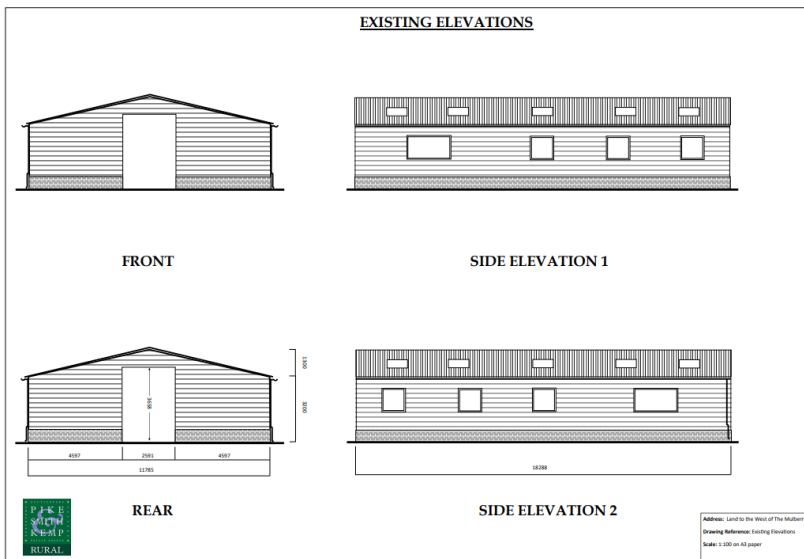 EXISTING ELEVATIONS
FRONT
SIDE ELEVATION 1
1300
3200
3658
4597
2591
4597
11785
18288
REAR
SIDE ELEVATION 2
PIKE
SMITH
&
KEMP
RURAL
Address: Land to the West of The Mulberr
Drawing Reference: Existing Elevations
Scale: 1:100 on A3 paper